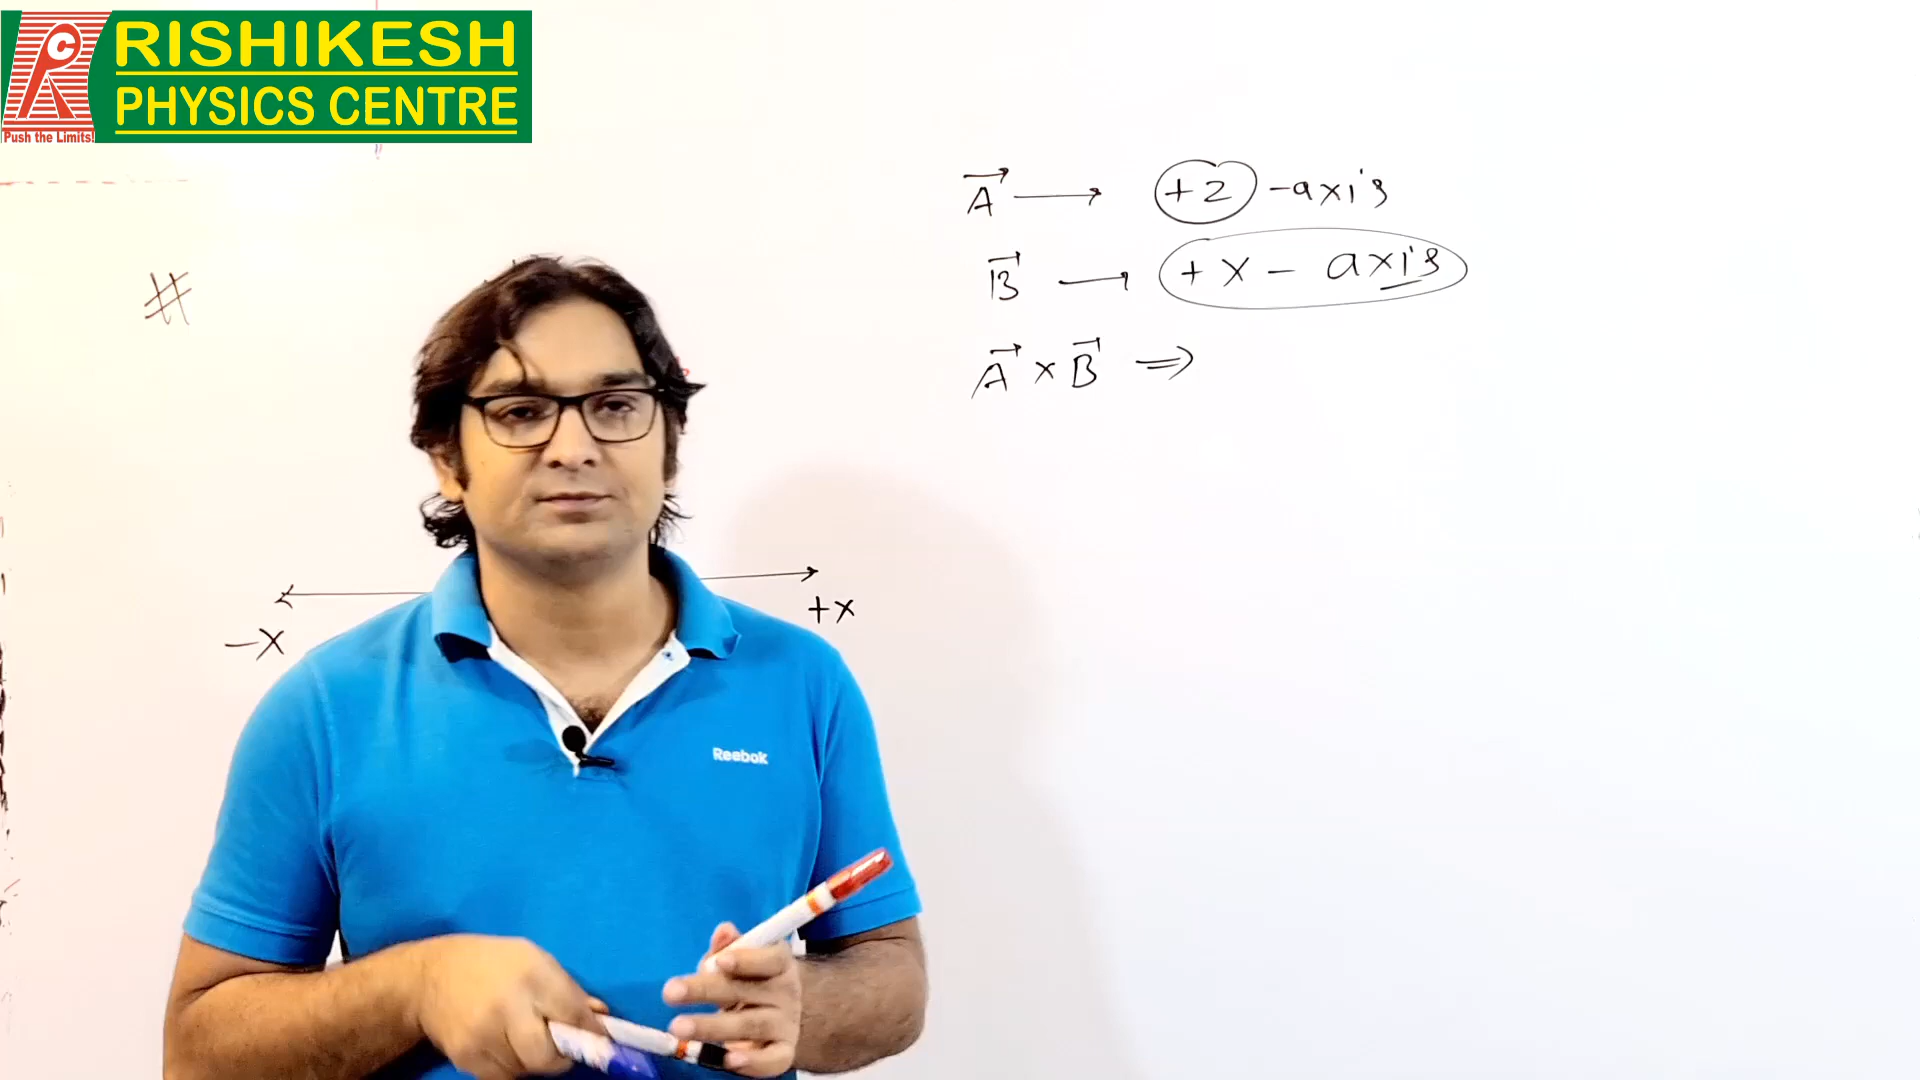 RISHIKESH
PHYSICS CENTRE
Push the Limits!
A → +z -axis
B → +x - axis
A × B ⇒
#
-x
+x
Reebok